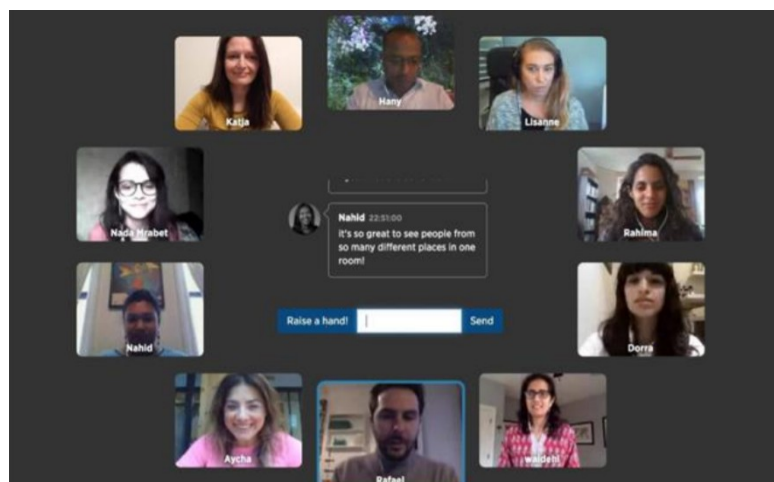 Hany
Katja
Lisanne
Nada Mrabet
Rahima
Nahid 22:51:00
it's so great to see people from
so many different places in one
room!
Raise a hand!
Send
Nahid
Dorra
Aycha
Rafael
waidehi